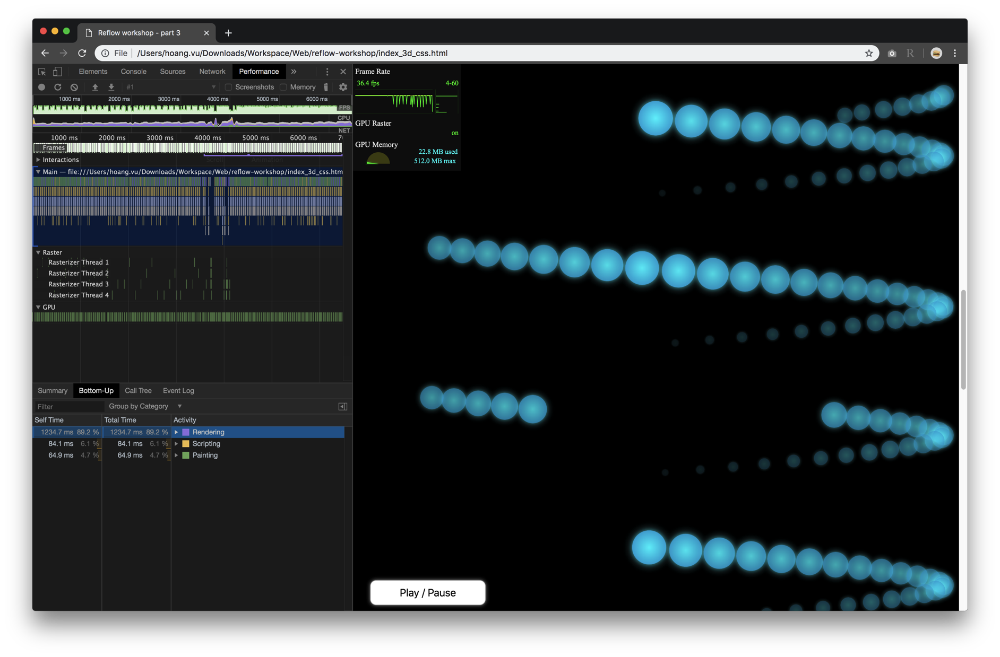 Reflow workshop - part 3
File /Users/hoang.vu/Downloads/Workspace/Web/reflow-workshop/index_3d_css.html
R
Elements Console Sources Network Performance
#1 Screenshots Memory
1000 ms 2000 ms 3000 ms 4000 ms 5000 ms 6000 ms
FPS
CPU
NET
1000 ms 2000 ms 3000 ms 4000 ms 5000 ms 6000 ms 7
Frames
Scroll Animation
Interactions
Main — file:///Users/hoang.vu/Downloads/Workspace/Web/reflow-workshop/index_3d_css.htm
Raster
Rasterizer Thread 1
Rasterizer Thread 2
Rasterizer Thread 3
Rasterizer Thread 4
GPU
Summary Bottom-Up Call Tree Event Log
Filter Group by Category
Self Time Total Time Activity
1234.7 ms 89.2 % 1234.7 ms 89.2 % Rendering
84.1 ms 6.1 % 84.1 ms 6.1 % Scripting
64.9 ms 4.7 % 64.9 ms 4.7 % Painting
Frame Rate
36.4 fps 4-60
GPU Raster
on
GPU Memory
22.8 MB used
512.0 MB max
Play / Pause